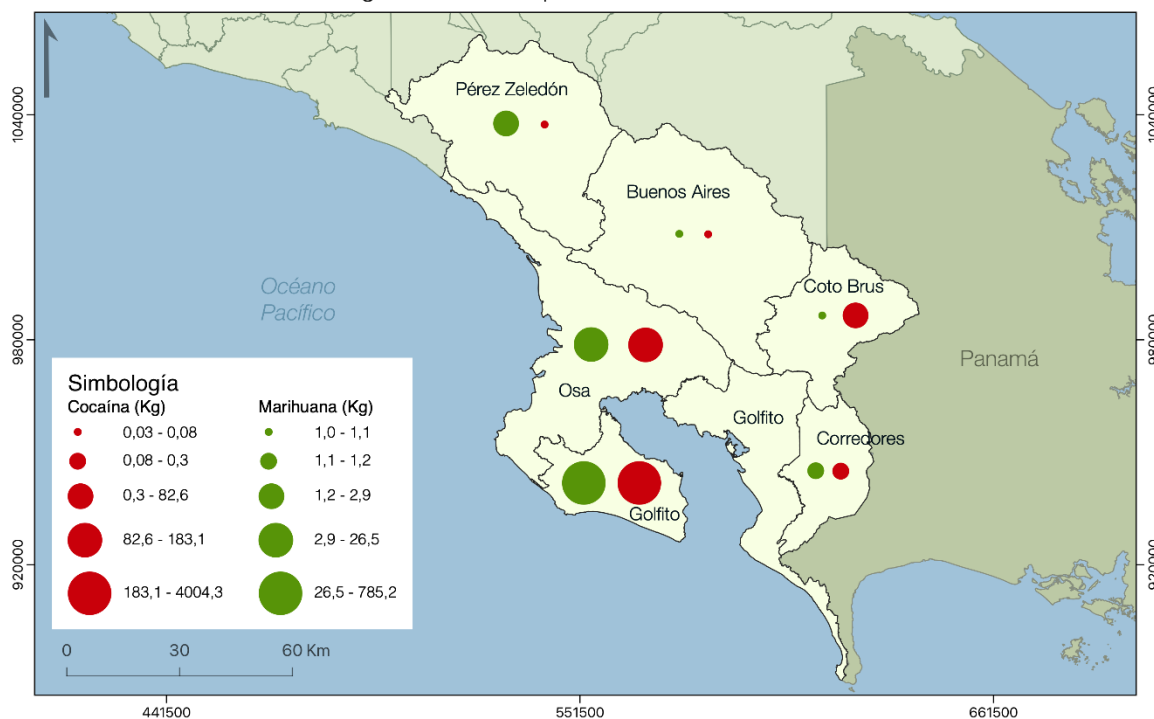 1040000
1040000
Pérez Zeledón
Buenos Aires
Océano
Pacífico
Coto Brus
980000
980000
Panamá
Osa
Golfito
Corredores
Golfito
Simbología
Cocaína (Kg)
Marihuana (Kg)
0,03 - 0,08
1,0 - 1,1
0,08 - 0,3
1,1 - 1,2
0,3 - 82,6
1,2 - 2,9
82,6 - 183,1
2,9 - 26,5
183,1 - 4004,3
26,5 - 785,2
920000
920000
0 30 60 Km
441500 551500 661500